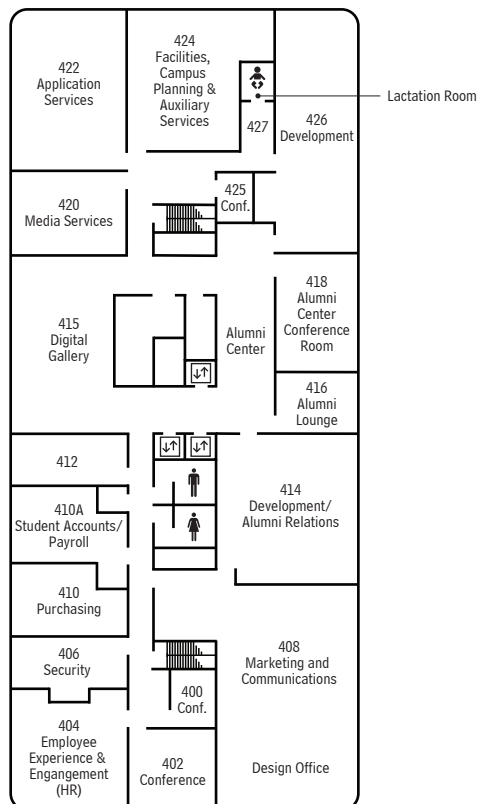 422
Application
Services
424
Facilities,
Campus
Planning &
Auxiliary
Services
427
Lactation Room
426
Development
420
Media Services
425
Conf.
415
Digital
Gallery
Alumni
Center
418
Alumni
Center
Conference
Room
416
Alumni
Lounge
412
410A
Student Accounts/
Payroll
414
Development/
Alumni Relations
410
Purchasing
406
Security
400
Conf.
408
Marketing and
Communications
404
Employee
Experience &
Engangement
(HR)
402
Conference
Design Office